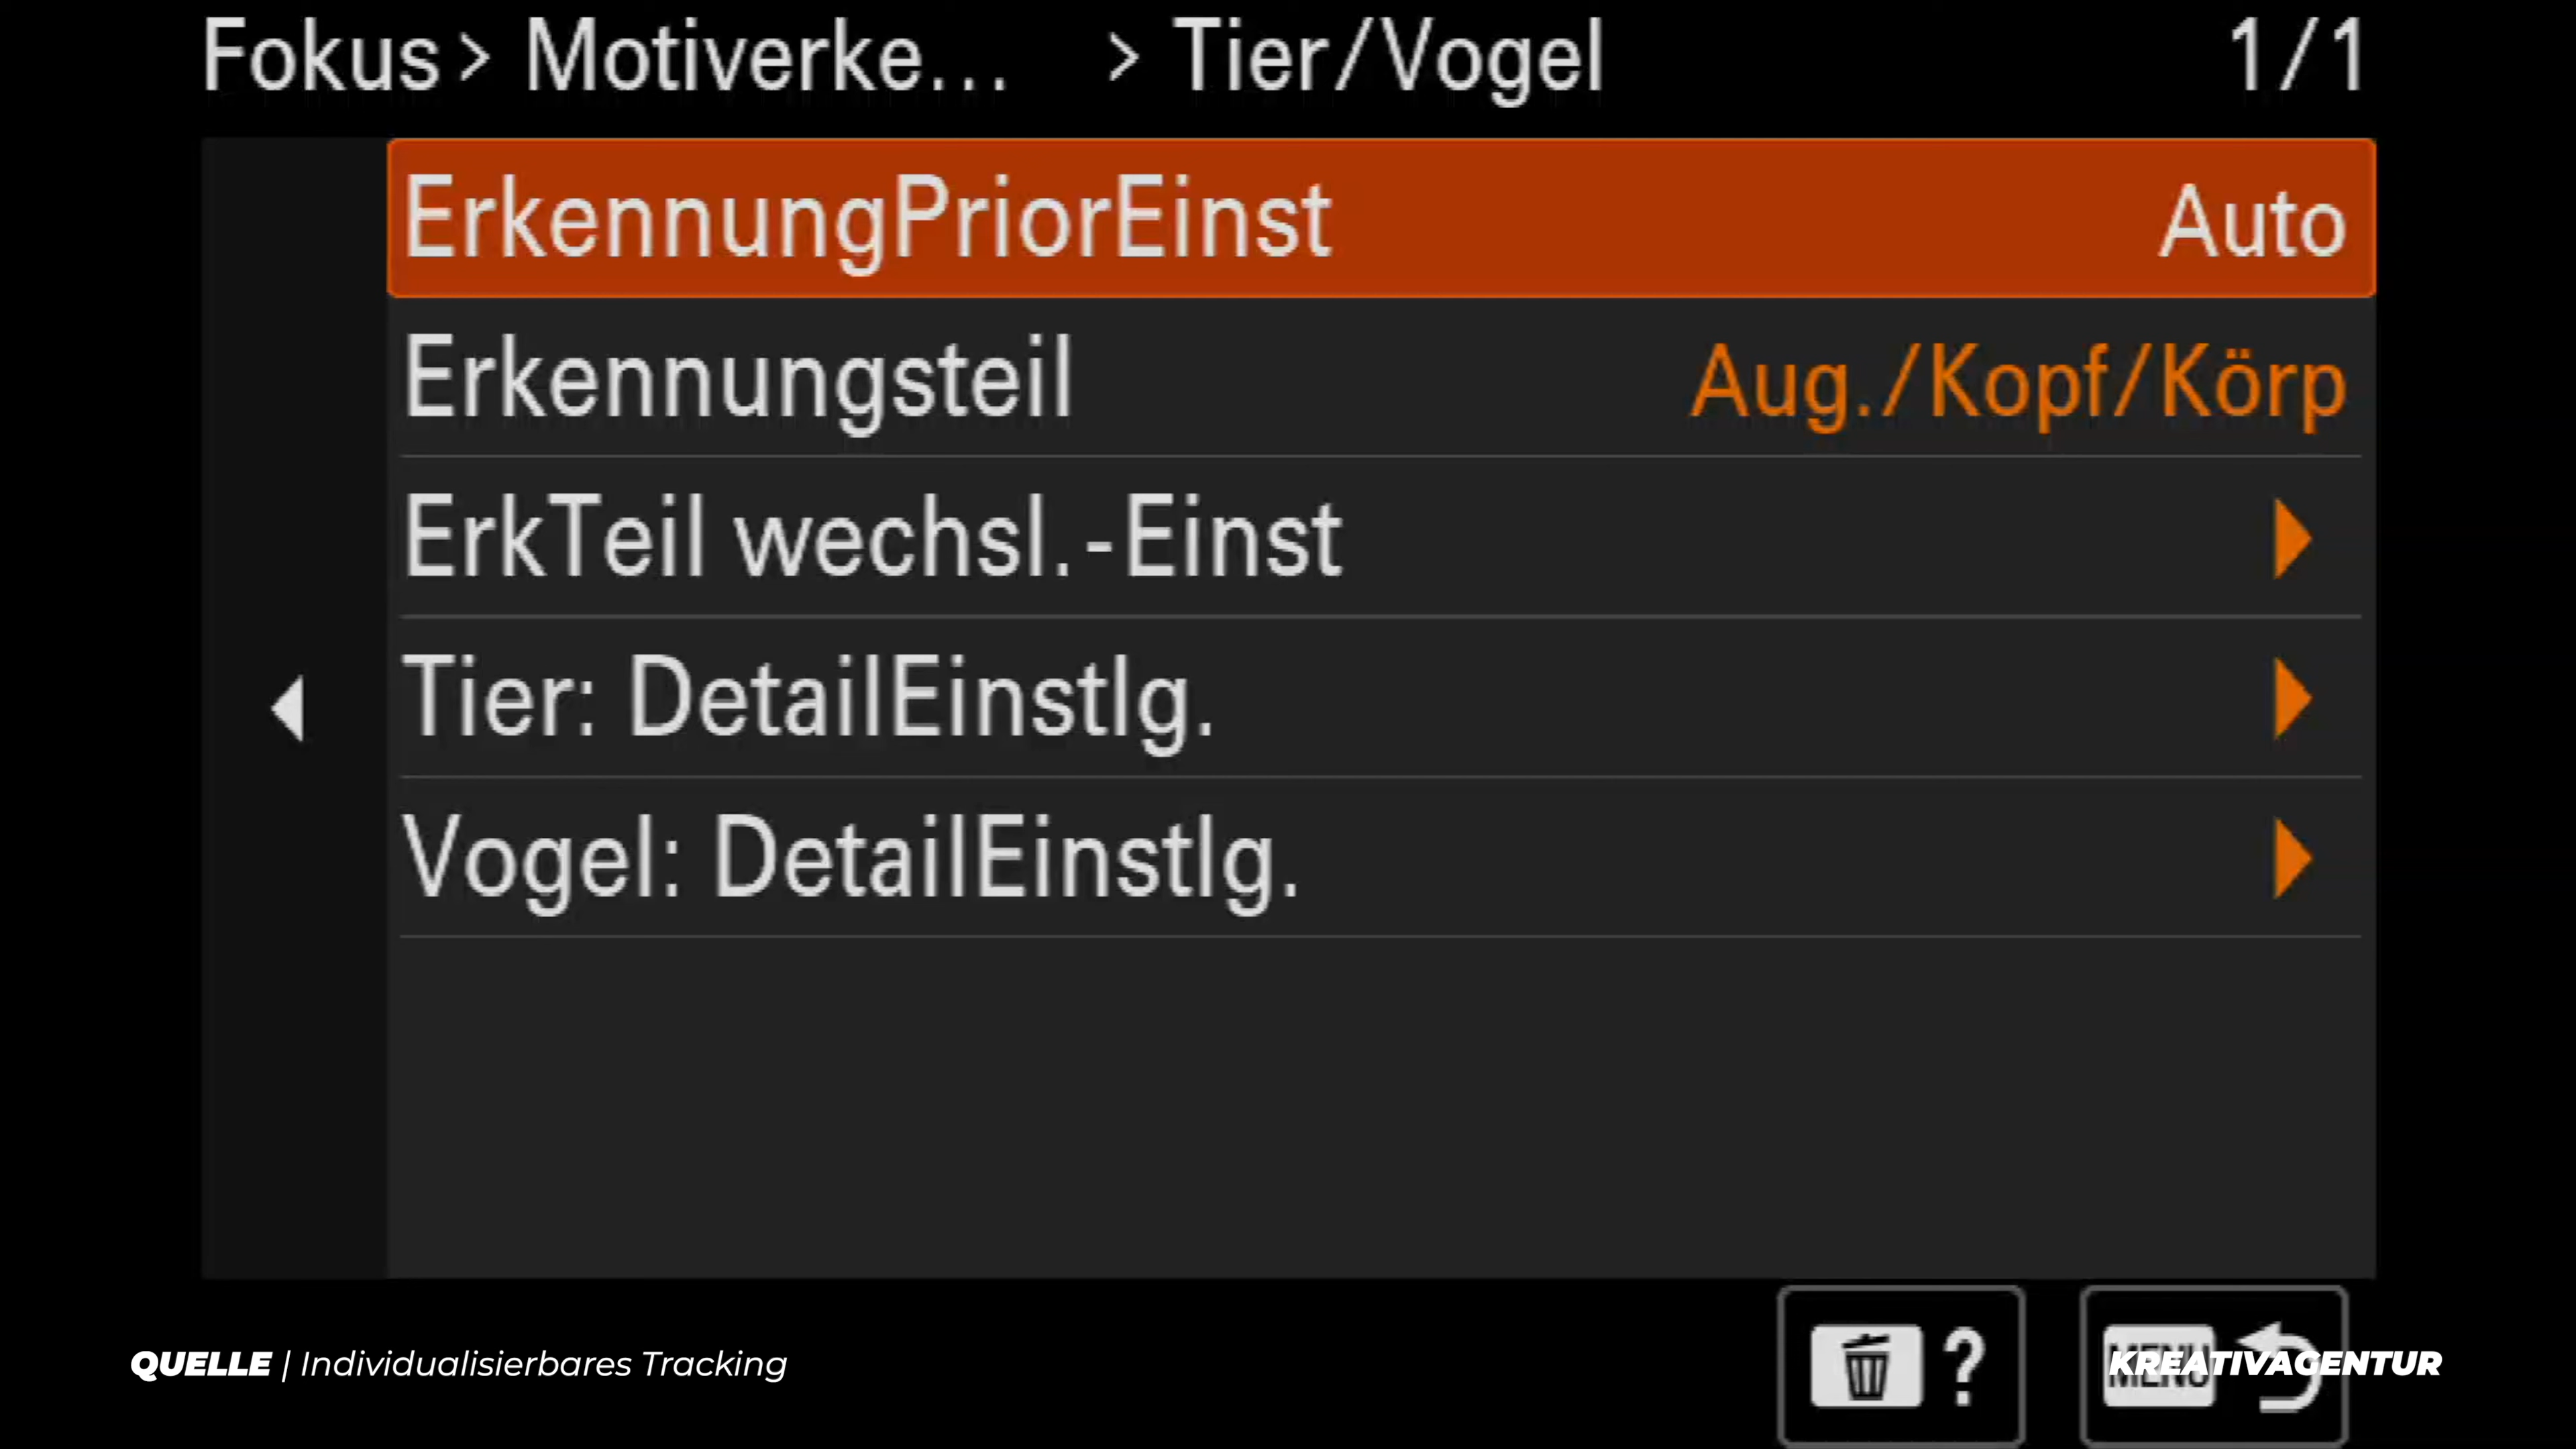 Fokus > Motiverke... > Tier/Vogel 1/1
ErkennungPriorEinst Auto
Erkennungsteil Aug./Kopf/Körp
ErkTeil wechsl.-Einst
Tier: DetailEinstlg.
Vogel: DetailEinstlg.
? MENU
QUELLE | Individualisierbares Tracking KREATIVAGENTUR